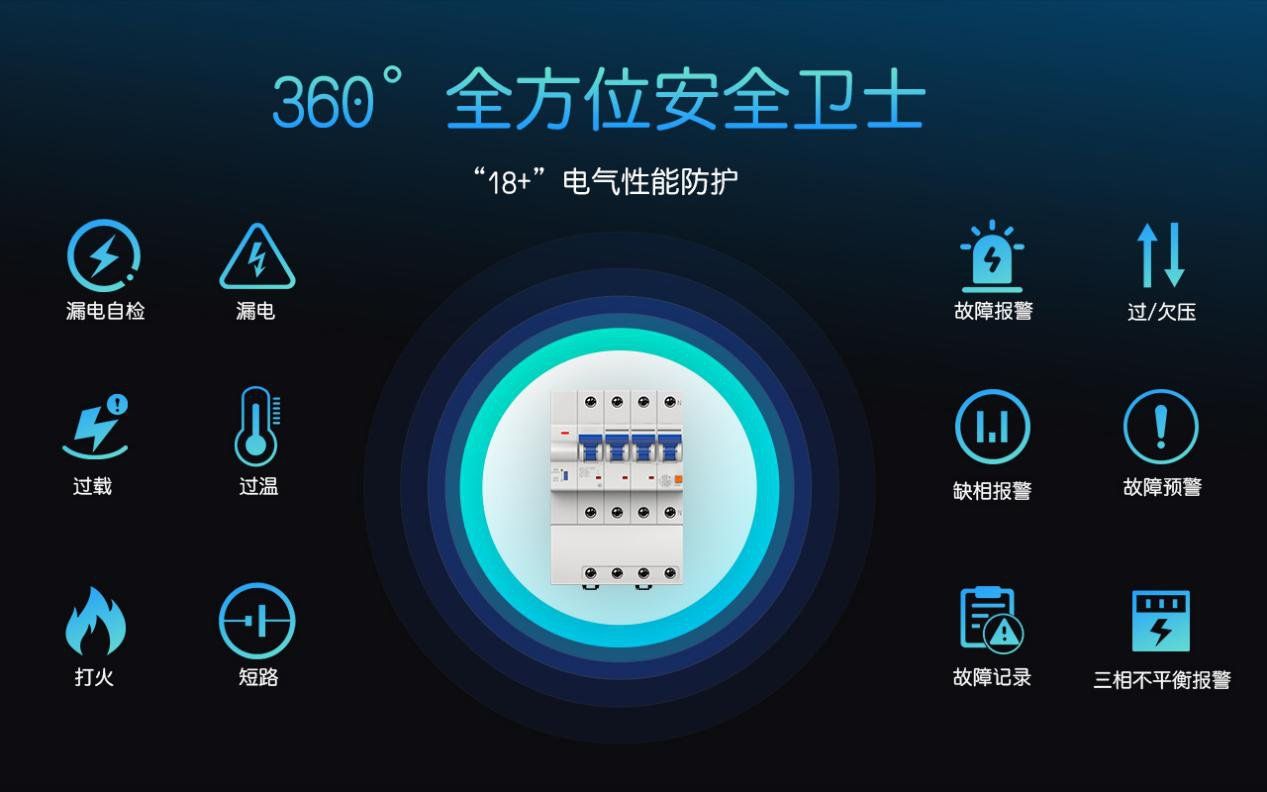 360° 全方位安全卫士
“18+”电气性能防护
漏电自检
漏电
故障报警
过/欠压
过载
过温
缺相报警
故障预警
打火
短路
故障记录
三相不平衡报警